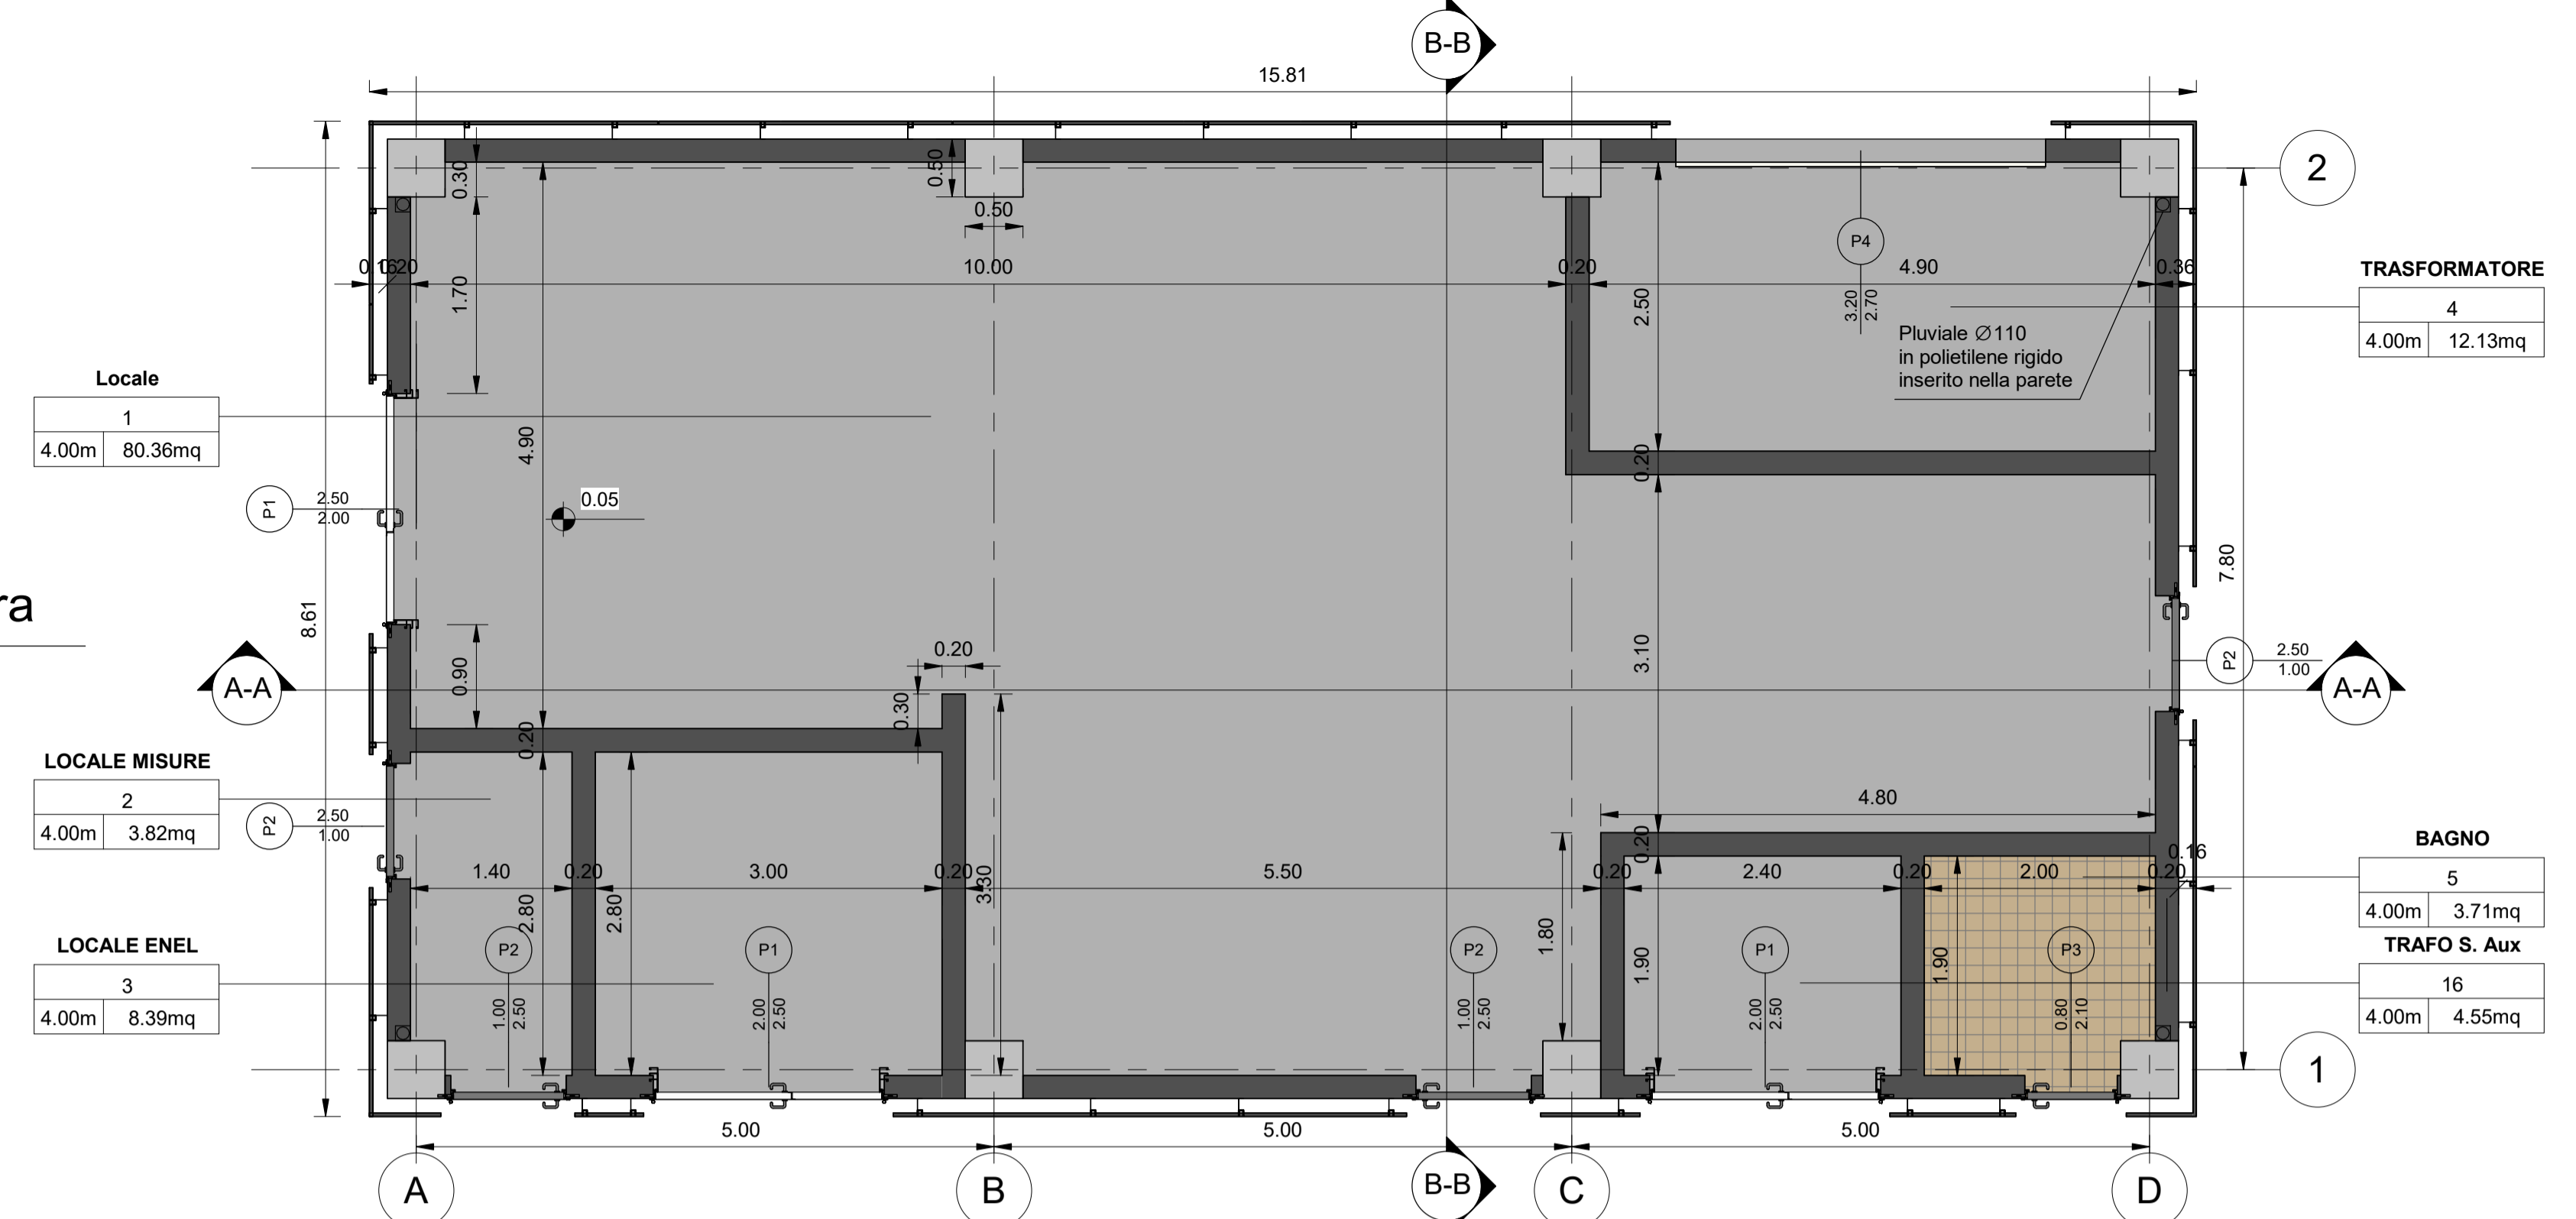 B-B
15.81
2
0.30
0.50
0.50
P4
0.16
0.20
10.00
0.20
4.90
0.36
TRASFORMATORE
4
4.00m 12.13mq
1.70
2.50
3.20
2.70
Pluviale Ø110
in polietilene rigido
inserito nella parete
Locale
1
4.00m 80.36mq
4.90
0.20
P1
2.50
2.00
0.05
7.80
ra
8.61
3.10
0.20
P2
2.50
1.00
A-A
0.90
0.30
A-A
0.20
LOCALE MISURE
2
4.00m 3.82mq
P2
2.50
1.00
4.80
0.20
0.16
BAGNO
5
4.00m 3.71mq
1.40
0.20
3.00
0.20
3.30
5.50
0.20
2.40
0.20
2.00
0.20
2.80
2.80
1.80
1.90
1.90
LOCALE ENEL
3
4.00m 8.39mq
P2
P1
P2
P1
P3
TRAFO S. Aux
16
4.00m 4.55mq
1.00
2.50
2.00
2.50
1.00
2.50
2.00
2.50
0.80
2.10
1
5.00
5.00
5.00
A
B
B-B
C
D